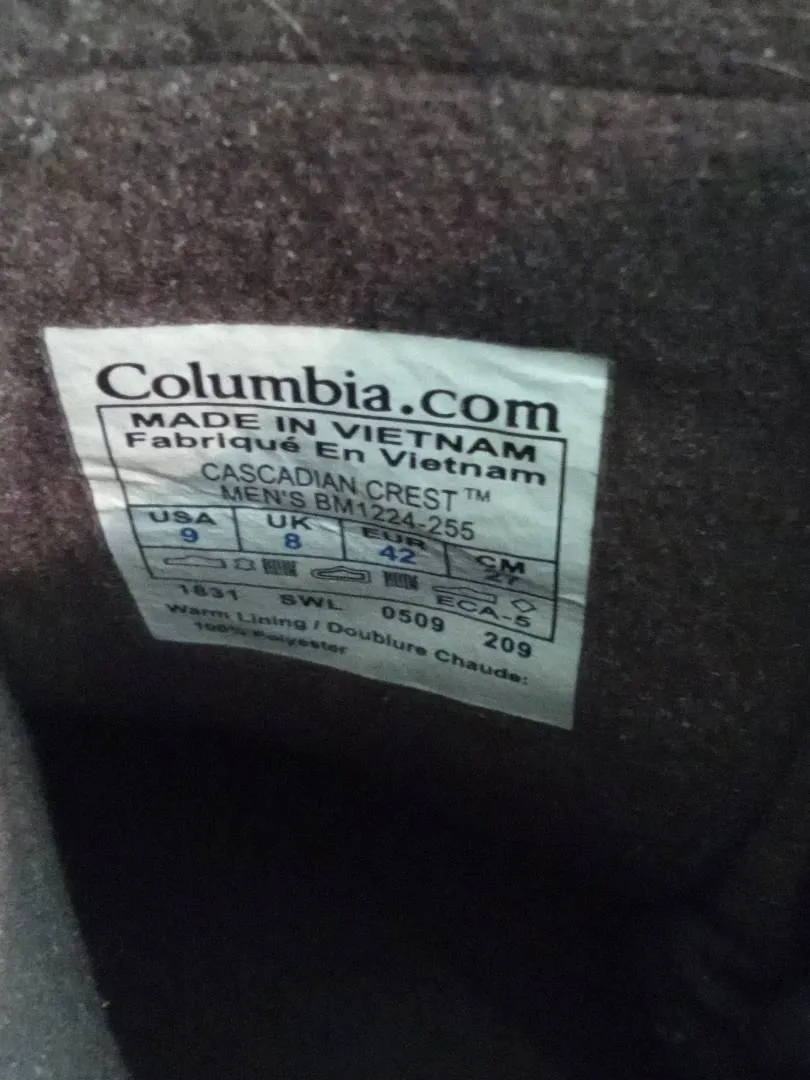 Columbia.com
MADE IN VIETNAM
Fabriqué En Vietnam
CASCADIAN CREST™
MEN'S BM1224-255
USA UK EUR CM
9 8 42 27
ECA-5
1831 SWL 0509 209
Warm Lining / Doublure Chaude:
100% Polyester